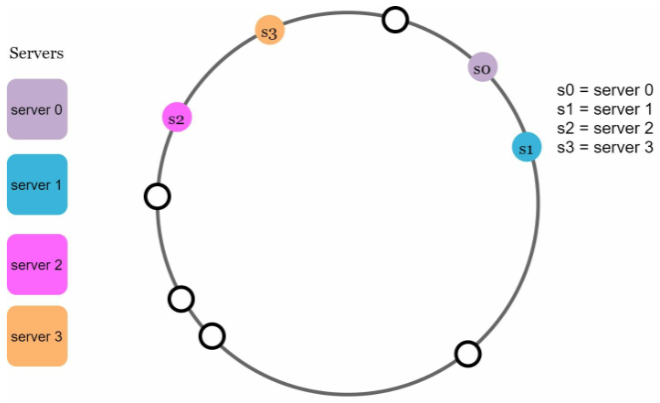 Servers
server 0
server 1
server 2
server 3
s3
s0
s2
s1
s0 = server 0
s1 = server 1
s2 = server 2
s3 = server 3